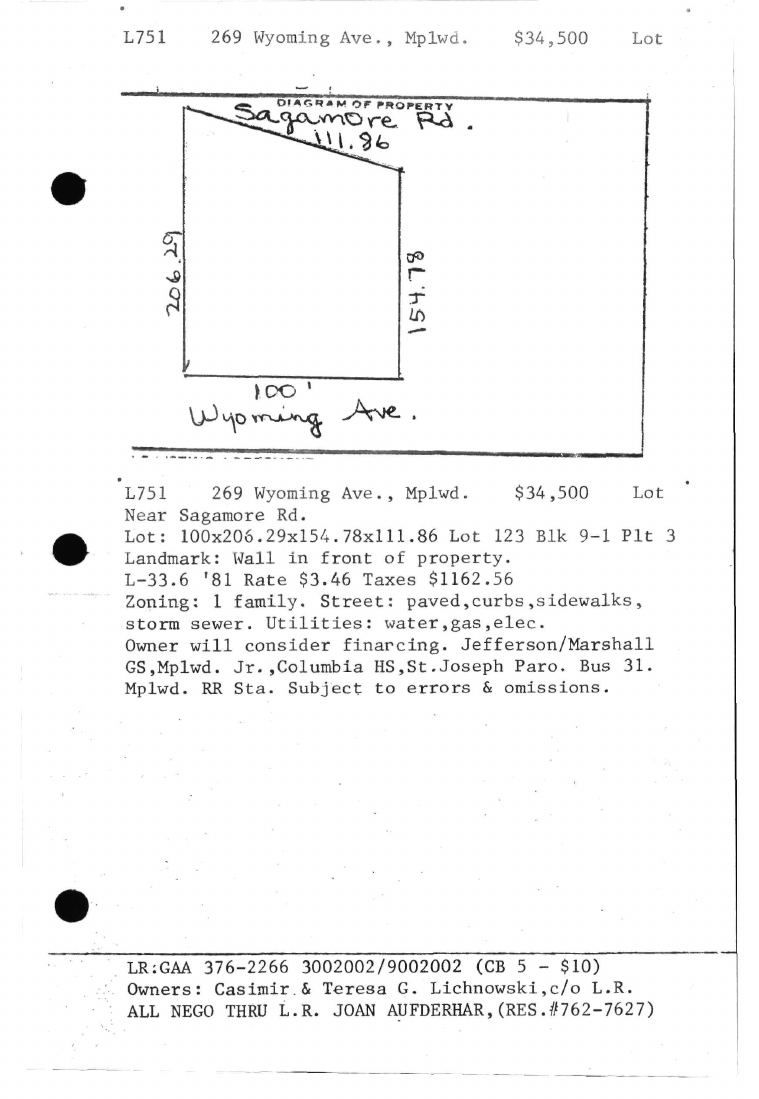 L751 269 Wyoming Ave., Mplwd. $34,500 Lot
DIAGRAM OF PROPERTY
Sagamore Rd.
111.86
206.29
154.78
100'
Wyoming Ave.
L751 269 Wyoming Ave., Mplwd. $34,500 Lot
Near Sagamore Rd.
Lot: 100x206.29x154.78x111.86 Lot 123 Blk 9-1 Plt 3
Landmark: Wall in front of property.
L-33.6 '81 Rate $3.46 Taxes $1162.56
Zoning: 1 family. Street: paved,curbs,sidewalks,
storm sewer. Utilities: water,gas,elec.
Owner will consider finarcing. Jefferson/Marshall
GS,Mplwd. Jr.,Columbia HS,St.Joseph Paro. Bus 31.
Mplwd. RR Sta. Subject to errors & omissions.
LR:GAA 376-2266 3002002/9002002 (CB 5 - $10)
Owners: Casimir & Teresa G. Lichnowski,c/o L.R.
ALL NEGO THRU L.R. JOAN AUFDERHAR,(RES.#762-7627)